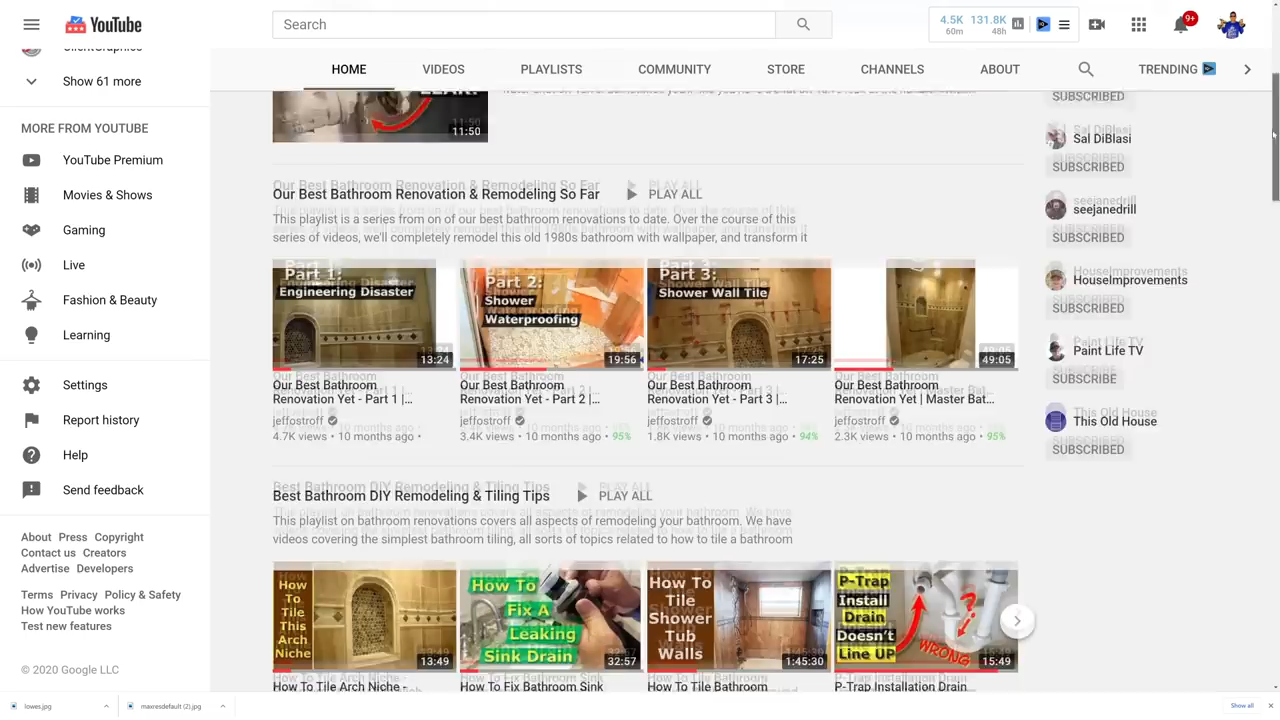 YouTube
Search
4.5K
60m
131.8K
48h
9+
Show 61 more
MORE FROM YOUTUBE
YouTube Premium
Movies & Shows
Gaming
Live
Fashion & Beauty
Learning
Settings
Report history
Help
Send feedback
About Press Copyright
Contact us Creators
Advertise Developers
Terms Privacy Policy & Safety
How YouTube works
Test new features
© 2020 Google LLC
HOME VIDEOS PLAYLISTS COMMUNITY STORE CHANNELS ABOUT TRENDING
11:50
Our Best Bathroom Renovation & Remodeling So Far
PLAY ALL
This playlist is a series from on of our best bathroom renovations to date. Over the course of this
series of videos, we'll completely remodel this old 1980s bathroom with wallpaper, and transform it
Part 1:
Engineering Disaster
13:24
Our Best Bathroom
Renovation Yet - Part 1 |...
jeffostroff
4.7K views • 10 months ago •
Part 2:
Shower
Waterproofing
19:56
Our Best Bathroom
Renovation Yet - Part 2 |...
jeffostroff
3.4K views • 10 months ago • 95%
Part 3:
Shower Wall Tile
17:25
Our Best Bathroom
Renovation Yet - Part 3 |...
jeffostroff
1.8K views • 10 months ago • 94%
49:05
Our Best Bathroom
Renovation Yet | Master Bat...
jeffostroff
2.3K views • 10 months ago • 95%
Best Bathroom DIY Remodeling & Tiling Tips
PLAY ALL
This playlist on bathroom renovations covers all aspects of remodeling your bathroom. We have
videos covering the simplest bathroom tiling, all sorts of topics related to how to tile a bathroom
How
To
Tile
This
Arch
Niche
13:49
How To Tile Arch Niche -
How To
Fix A
Leaking
Sink Drain
32:57
How To Fix Bathroom Sink
How To
Tile
Shower
Tub
Walls
1:45:30
How To Tile Bathroom
P-Trap
Install
Drain
Doesn't
Line UP
WRONG
15:49
P-Trap Installation Drain
SUBSCRIBED
Sal DiBlasi
SUBSCRIBED
seejanedrill
SUBSCRIBED
HouseImprovements
SUBSCRIBED
Paint Life TV
SUBSCRIBE
This Old House
SUBSCRIBED
lowes.jpg
maxresdefault (2).jpg
Show all